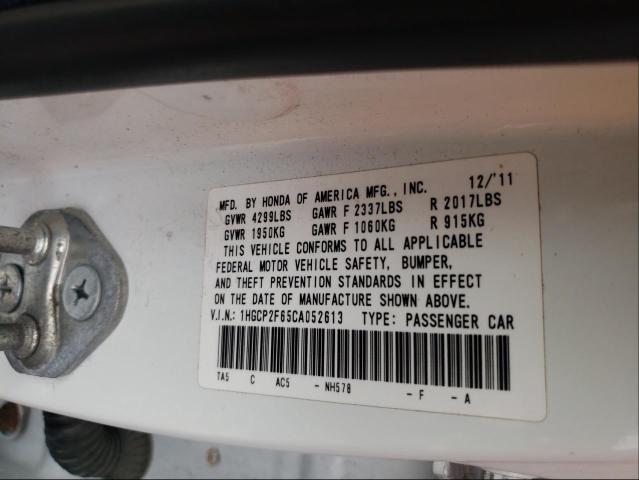 MFD. BY HONDA OF AMERICA MFG., INC. 12/'11
GVWR 4299LBS GAWR F 2337LBS R 2017LBS
GVWR 1950KG GAWR F 1060KG R 915KG
THIS VEHICLE CONFORMS TO ALL APPLICABLE
FEDERAL MOTOR VEHICLE SAFETY, BUMPER,
AND THEFT PREVENTION STANDARDS IN EFFECT
ON THE DATE OF MANUFACTURE SHOWN ABOVE.
V.I.N.: 1HGCP2F65CA052613 TYPE: PASSENGER CAR
TA5 C AC5 - NH578 - F - A